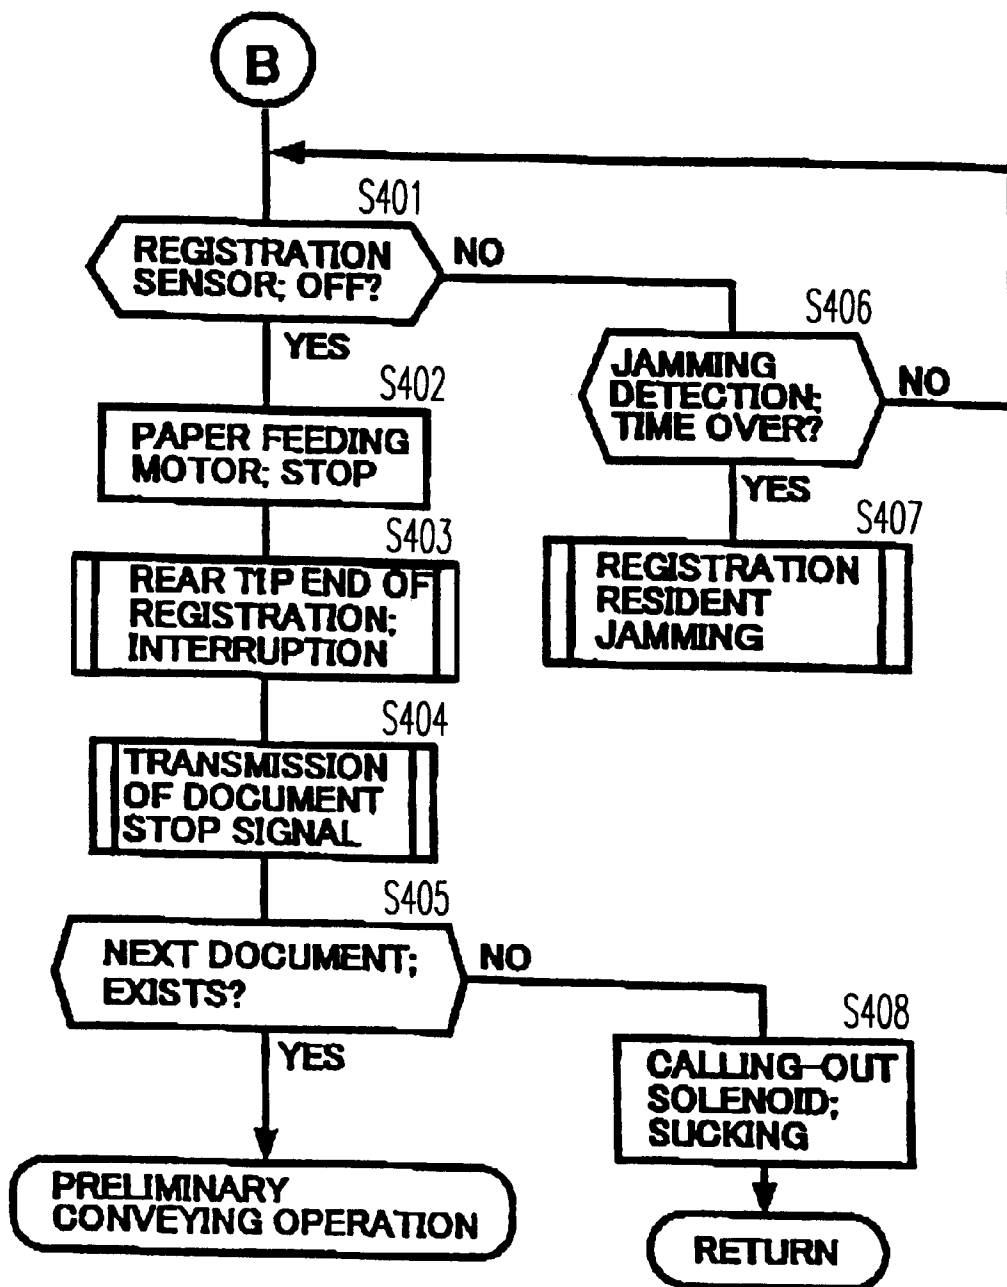 B
S401
REGISTRATION
SENSOR; OFF?
NO
YES
S406
JAMMING
DETECTION;
TIME OVER?
NO
YES
S402
PAPER FEEDING
MOTOR; STOP
S407
REGISTRATION
RESIDENT
JAMMING
S403
REAR TIP END OF
REGISTRATION;
INTERRUPTION
S404
TRANSMISSION
OF DOCUMENT
STOP SIGNAL
S405
NEXT DOCUMENT;
EXISTS?
NO
YES
S408
CALLING-OUT
SOLENOID;
SUCKING
PRELIMINARY
CONVEYING OPERATION
RETURN